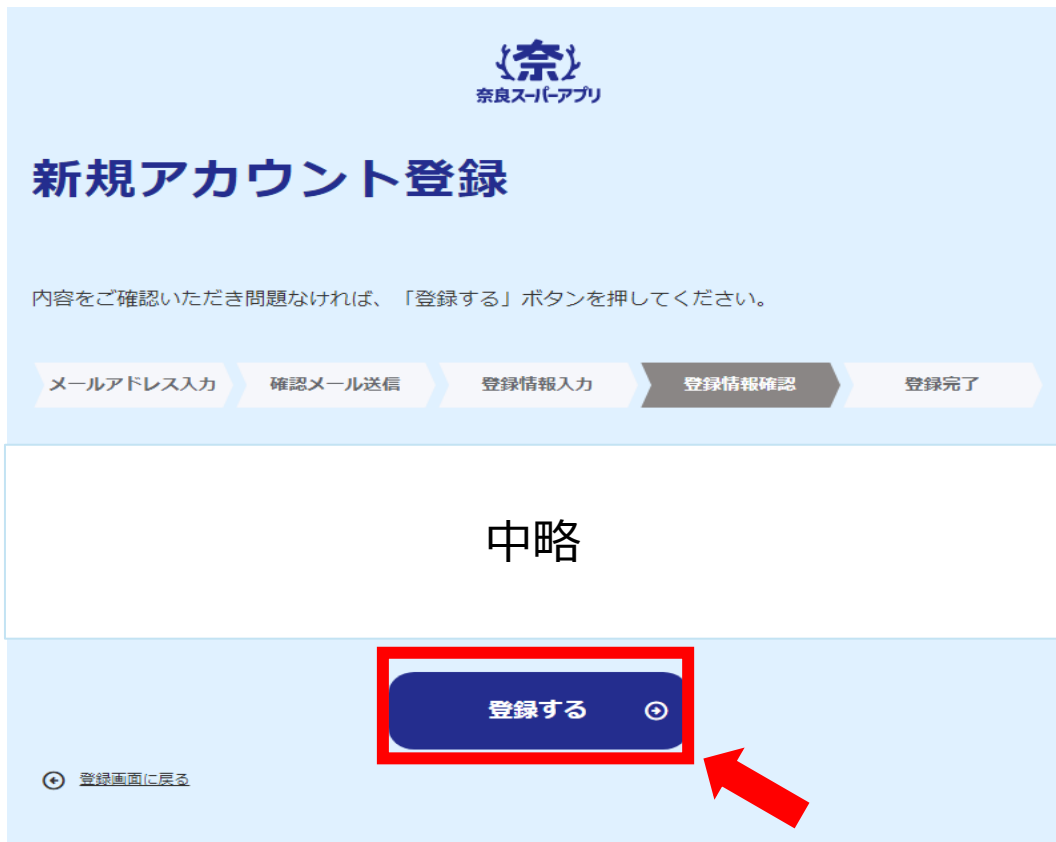 奈
奈良スーパーアプリ
新規アカウント登録
内容をご確認いただき問題なければ、「登録する」ボタンを押してください。
メールアドレス入力 確認メール送信 登録情報入力 登録情報確認 登録完了
中略
登録する
登録画面に戻る